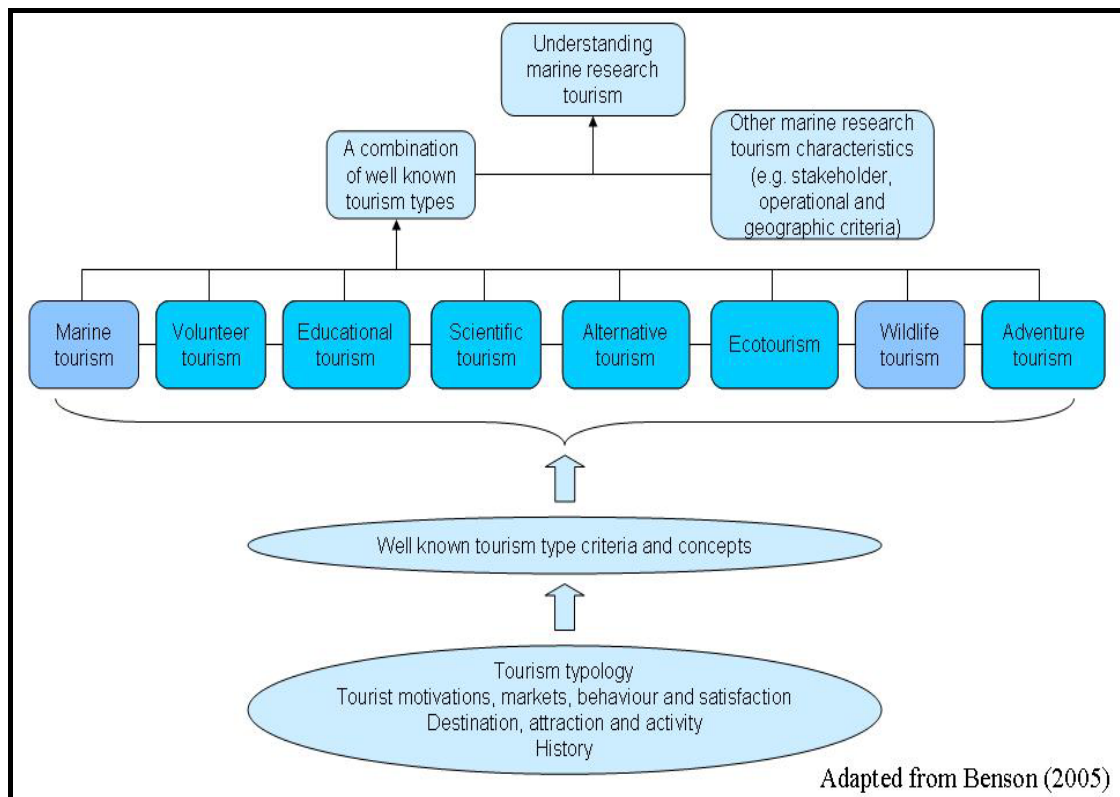 Understanding
marine research
tourism
Other marine research
tourism characteristics
(e.g. stakeholder,
operational and
geographic criteria)
A combination
of well known
tourism types
Marine
tourism
Volunteer
tourism
Educational
tourism
Scientific
tourism
Alternative
tourism
Ecotourism
Wildlife
tourism
Adventure
tourism
Well known tourism type criteria and concepts
Tourism typology
Tourist motivations, markets, behaviour and satisfaction
Destination, attraction and activity
History
Adapted from Benson (2005)